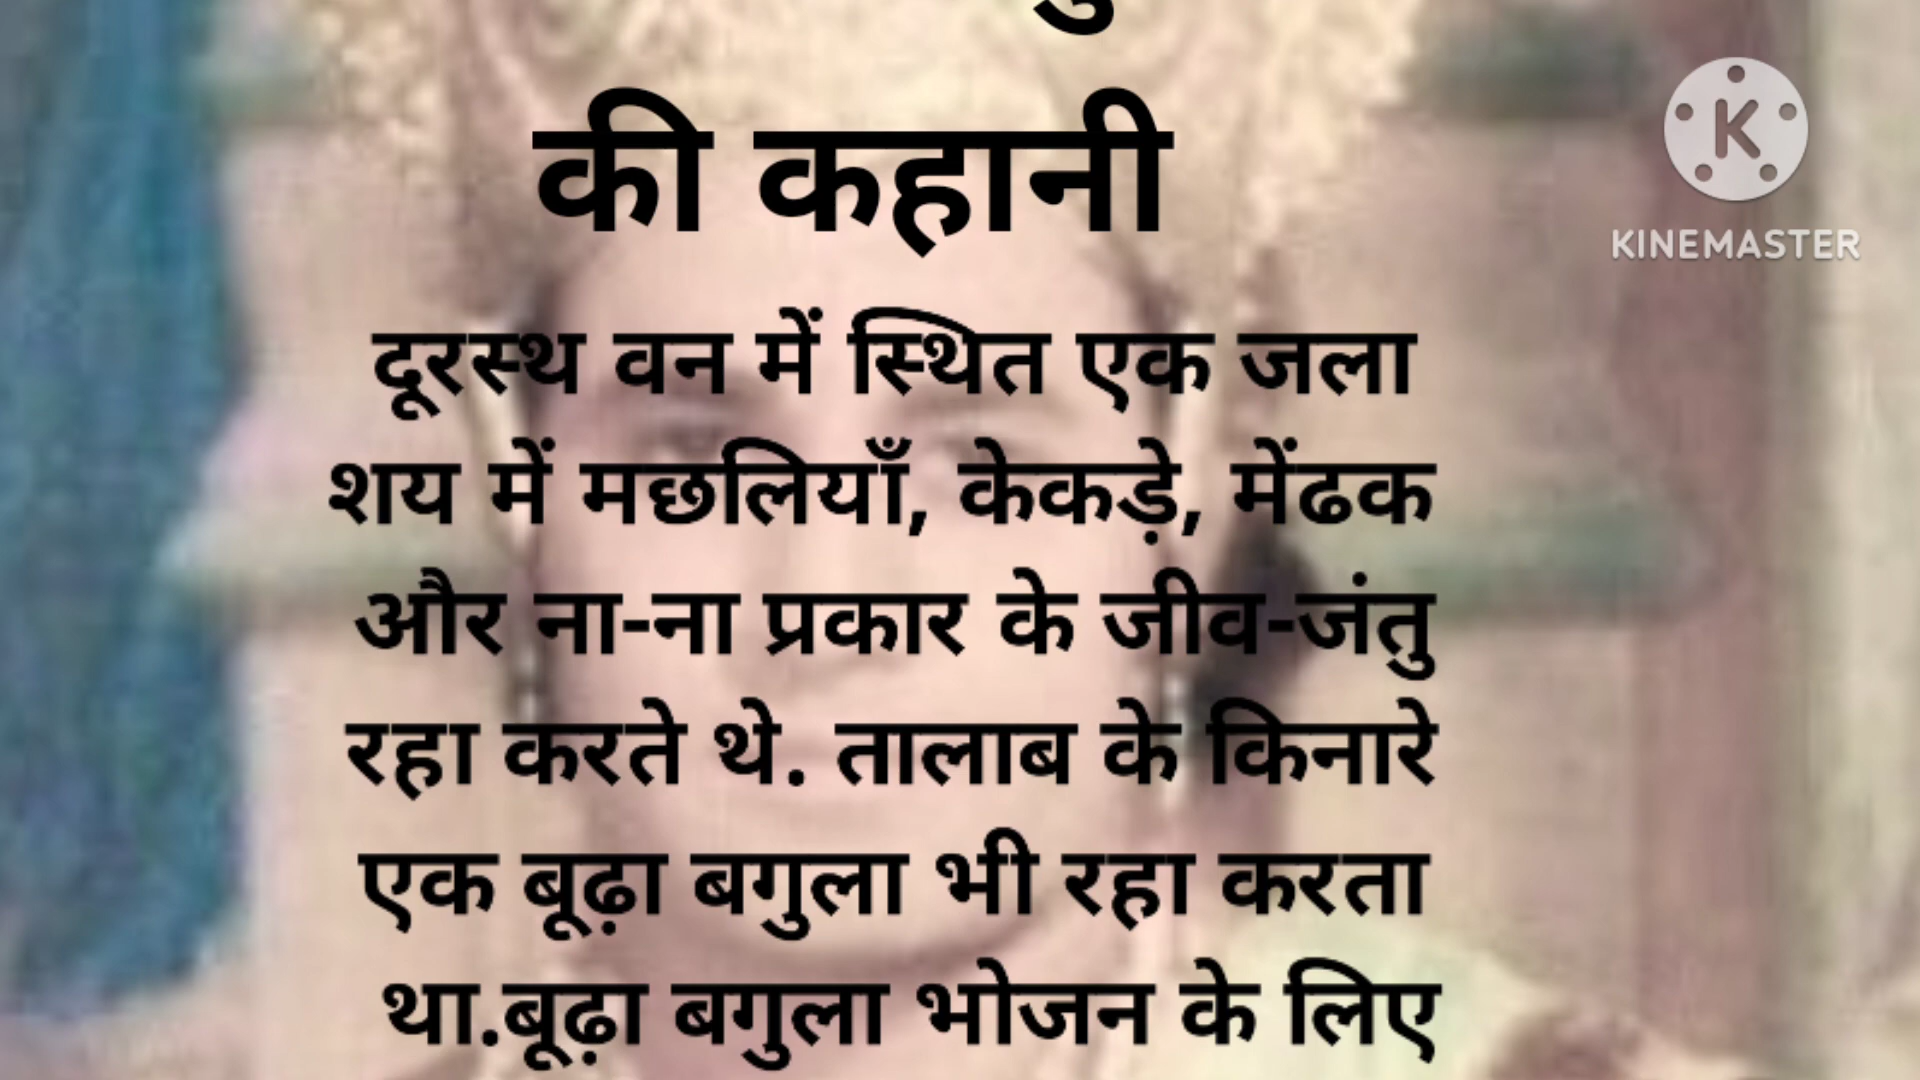 की कहानी
KINEMASTER
दूरस्थ वन में स्थित एक जला
शय में मछलियाँ, केकड़े, मेंढक
और ना-ना प्रकार के जीव-जंतु
रहा करते थे. तालाब के किनारे
एक बूढ़ा बगुला भी रहा करता
था.बूढ़ा बगुला भोजन के लिए